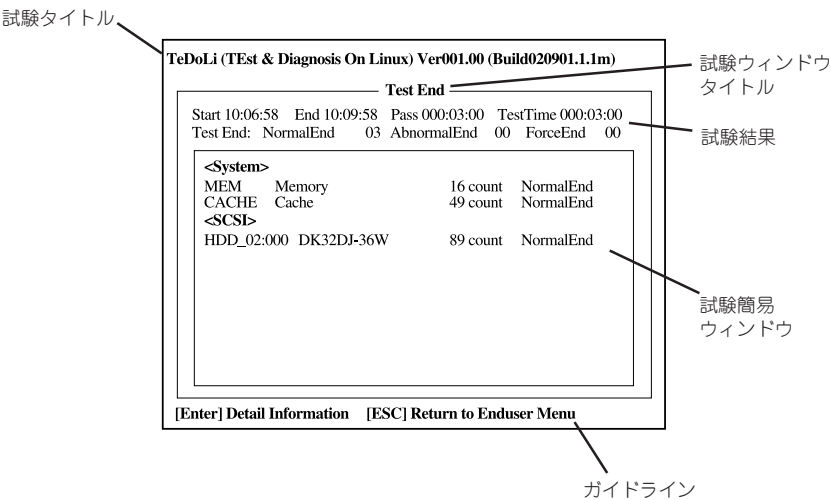 試験タイトル
TeDoLi (TEst & Diagnosis On Linux) Ver001.00 (Build020901.1.1m)
試験ウィンドウ
タイトル
Test End
Start 10:06:58 End 10:09:58 Pass 000:03:00 TestTime 000:03:00
Test End: NormalEnd 03 AbnormalEnd 00 ForceEnd 00
試験結果
<System>
MEM Memory 16 count NormalEnd
CACHE Cache 49 count NormalEnd
<SCSI>
HDD_02:000 DK32DJ-36W 89 count NormalEnd
試験簡易
ウィンドウ
[Enter] Detail Information [ESC] Return to Enduser Menu
ガイドライン